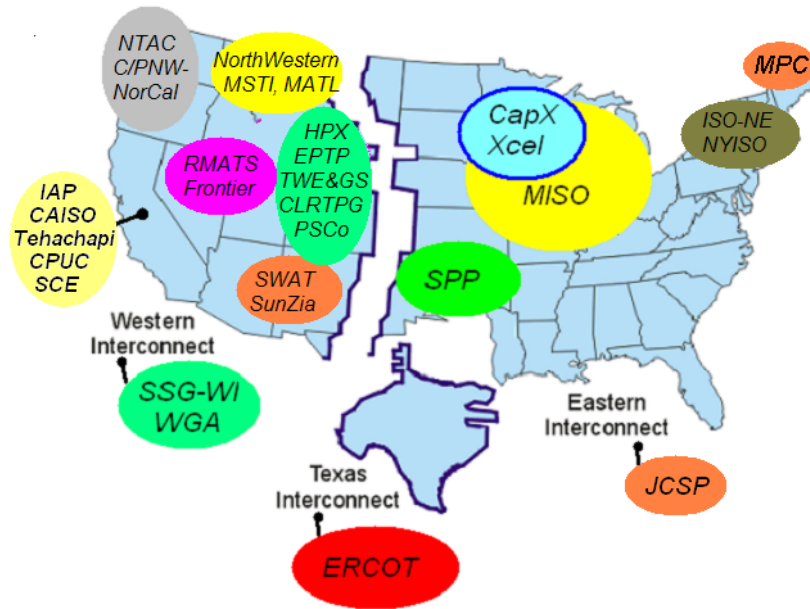 NTAC
C/PNW-
NorCal
NorthWestern
MSTI, MATL
MPC
CapX
Xcel
ISO-NE
NYISO
HPX
EPTP
TWE&GS
CLRTPG
PSCo
RMATS
Frontier
MISO
IAP
CAISO
Tehachapi
CPUC
SCE
SWAT
SunZia
SPP
Western
Interconnect
SSG-WI
WGA
Eastern
Interconnect
JCSP
Texas
Interconnect
ERCOT